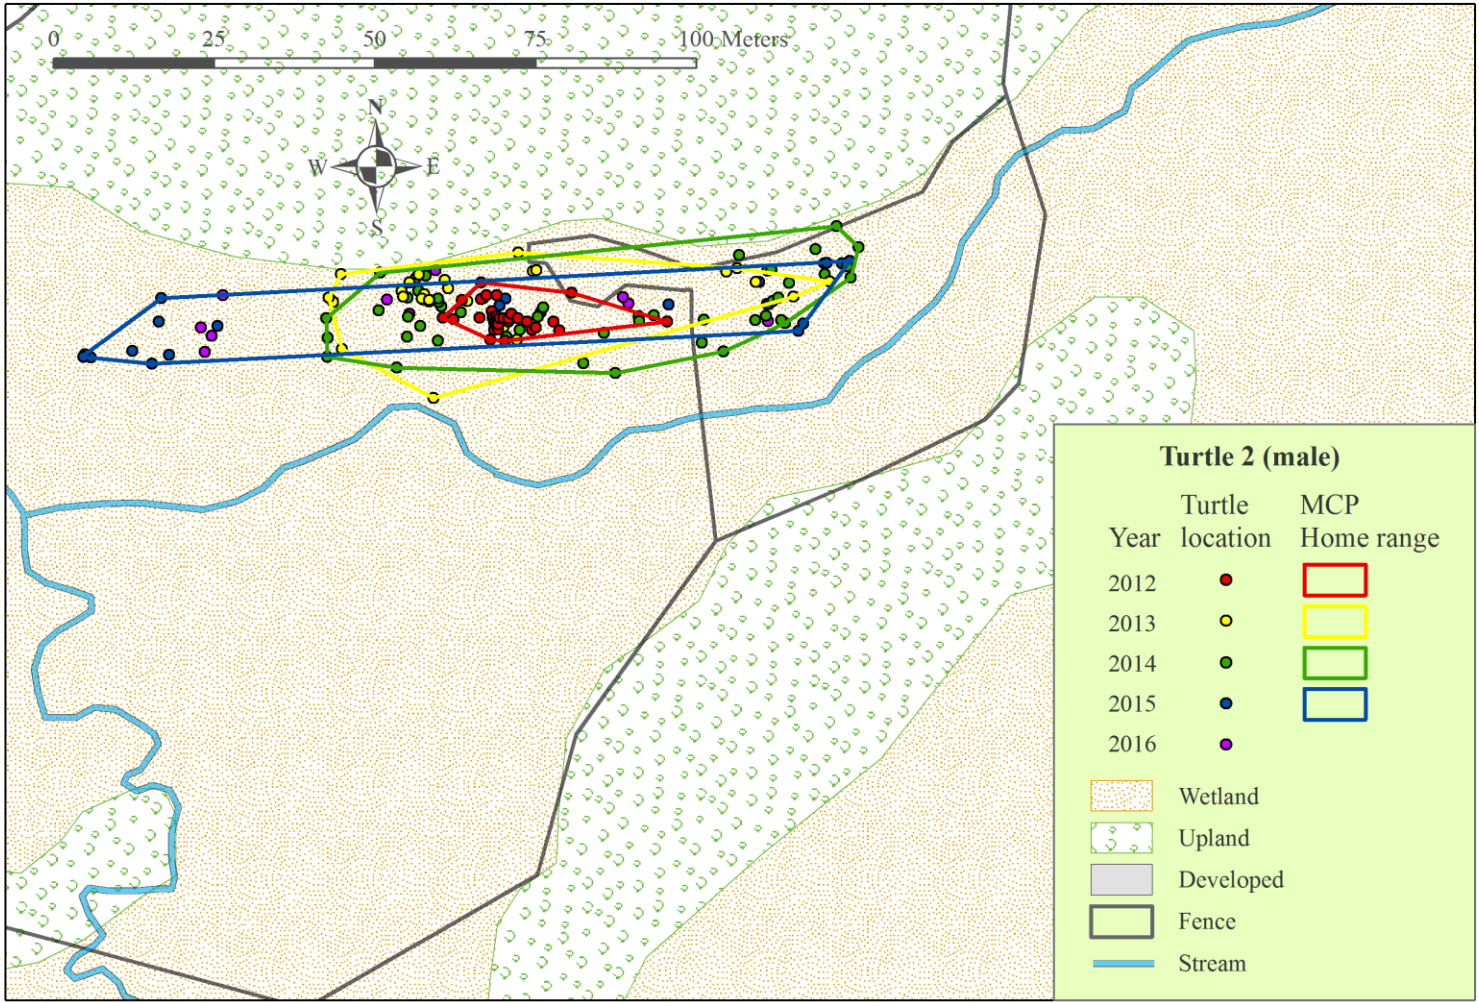 0 25 50 75 100 Meters
N
W E
S
Turtle 2 (male)
Turtle MCP
Year location Home range
2012
2013
2014
2015
2016
Wetland
Upland
Developed
Fence
Stream